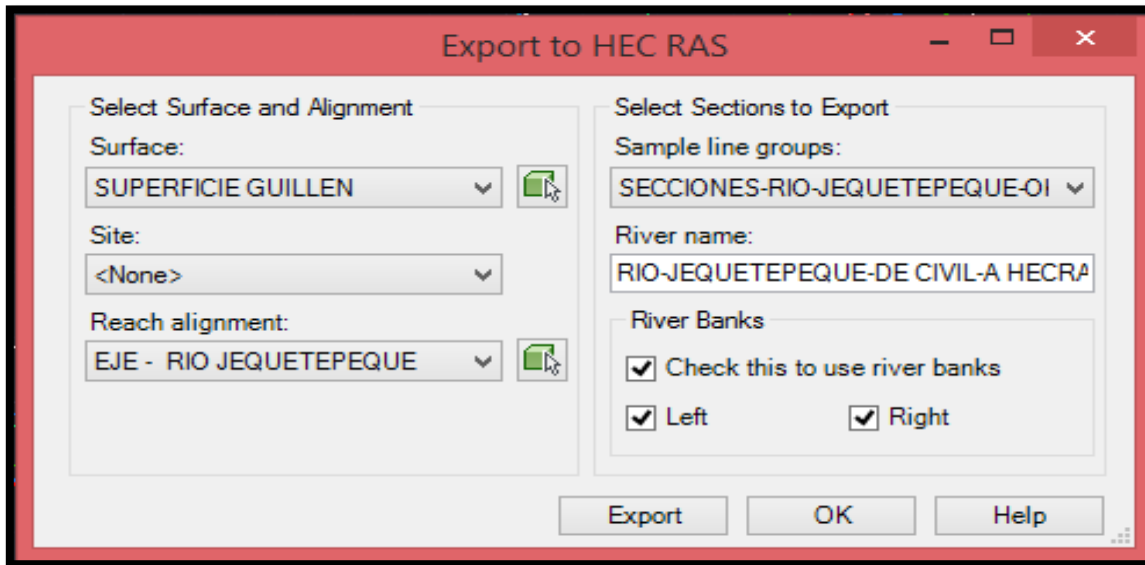 Export to HEC RAS
Select Surface and Alignment
Surface:
SUPERFICIE GUILLEN
Site:
<None>
Reach alignment:
EJE - RIO JEQUETEPEQUE
Select Sections to Export
Sample line groups:
SECCIONES-RIO-JEQUETEPEQUE-OI
River name:
RIO-JEQUETEPEQUE-DE CIVIL-A HECRA
River Banks
Check this to use river banks
Left Right
Export OK Help